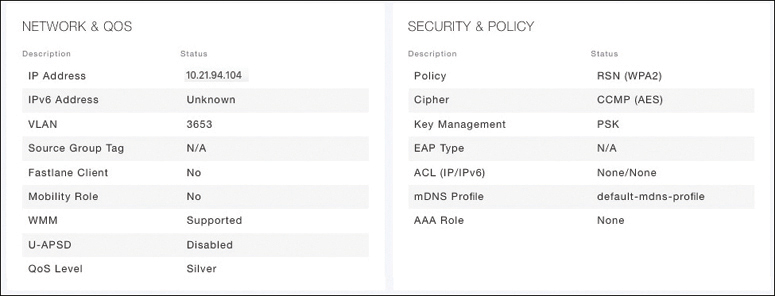 NETWORK & QOS
Description Status
IP Address 10.21.94.104
IPv6 Address Unknown
VLAN 3653
Source Group Tag N/A
Fastlane Client No
Mobility Role No
WMM Supported
U-APSD Disabled
QoS Level Silver
SECURITY & POLICY
Description Status
Policy RSN (WPA2)
Cipher CCMP (AES)
Key Management PSK
EAP Type N/A
ACL (IP/IPv6) None/None
mDNS Profile default-mdns-profile
AAA Role None